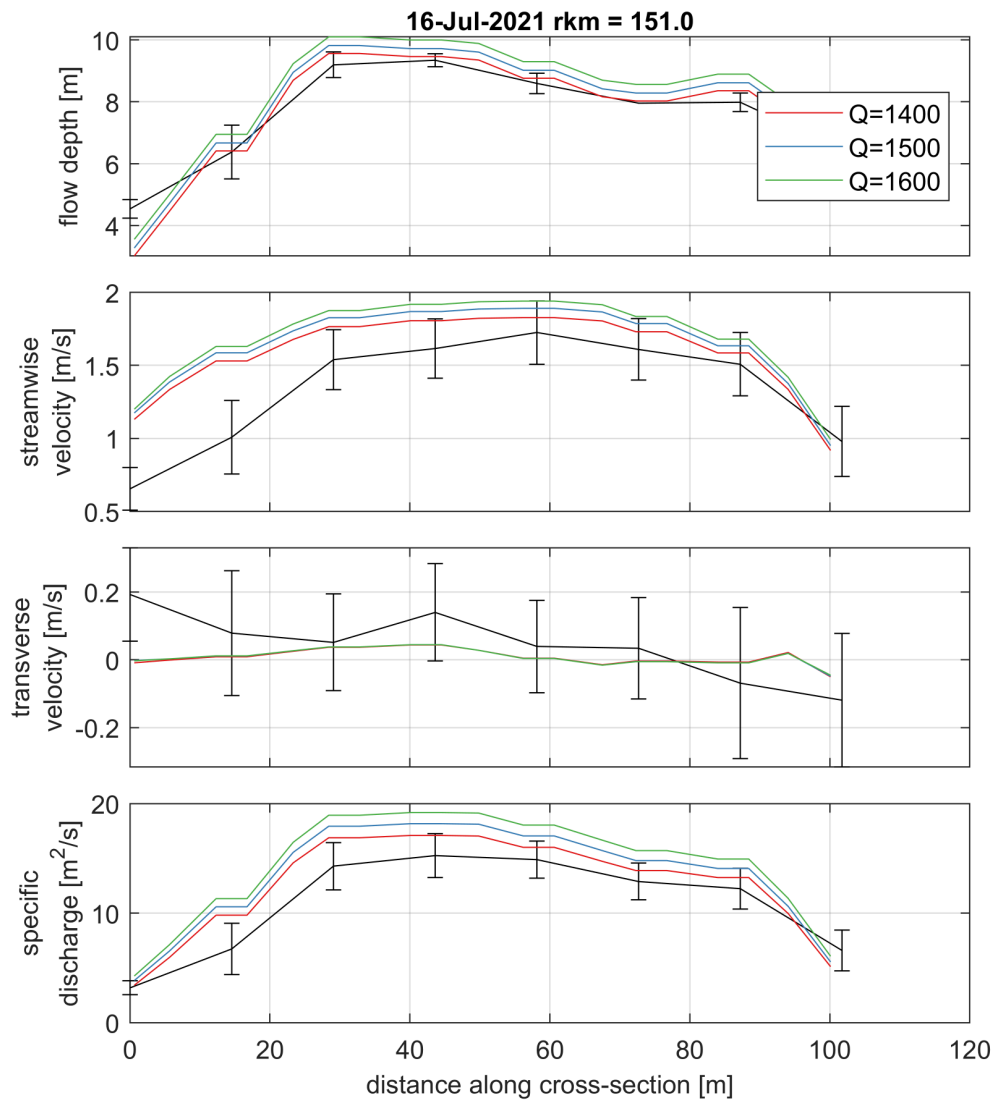 16-Jul-2021 rkm = 151.0
flow depth [m]
10
8
6
4
Q=1400
Q=1500
Q=1600
streamwise
velocity [m/s]
2
1.5
1
0.5
transverse
velocity [m/s]
0.2
0
-0.2
specific
discharge [m²/s]
20
10
0
0 20 40 60 80 100 120
distance along cross-section [m]